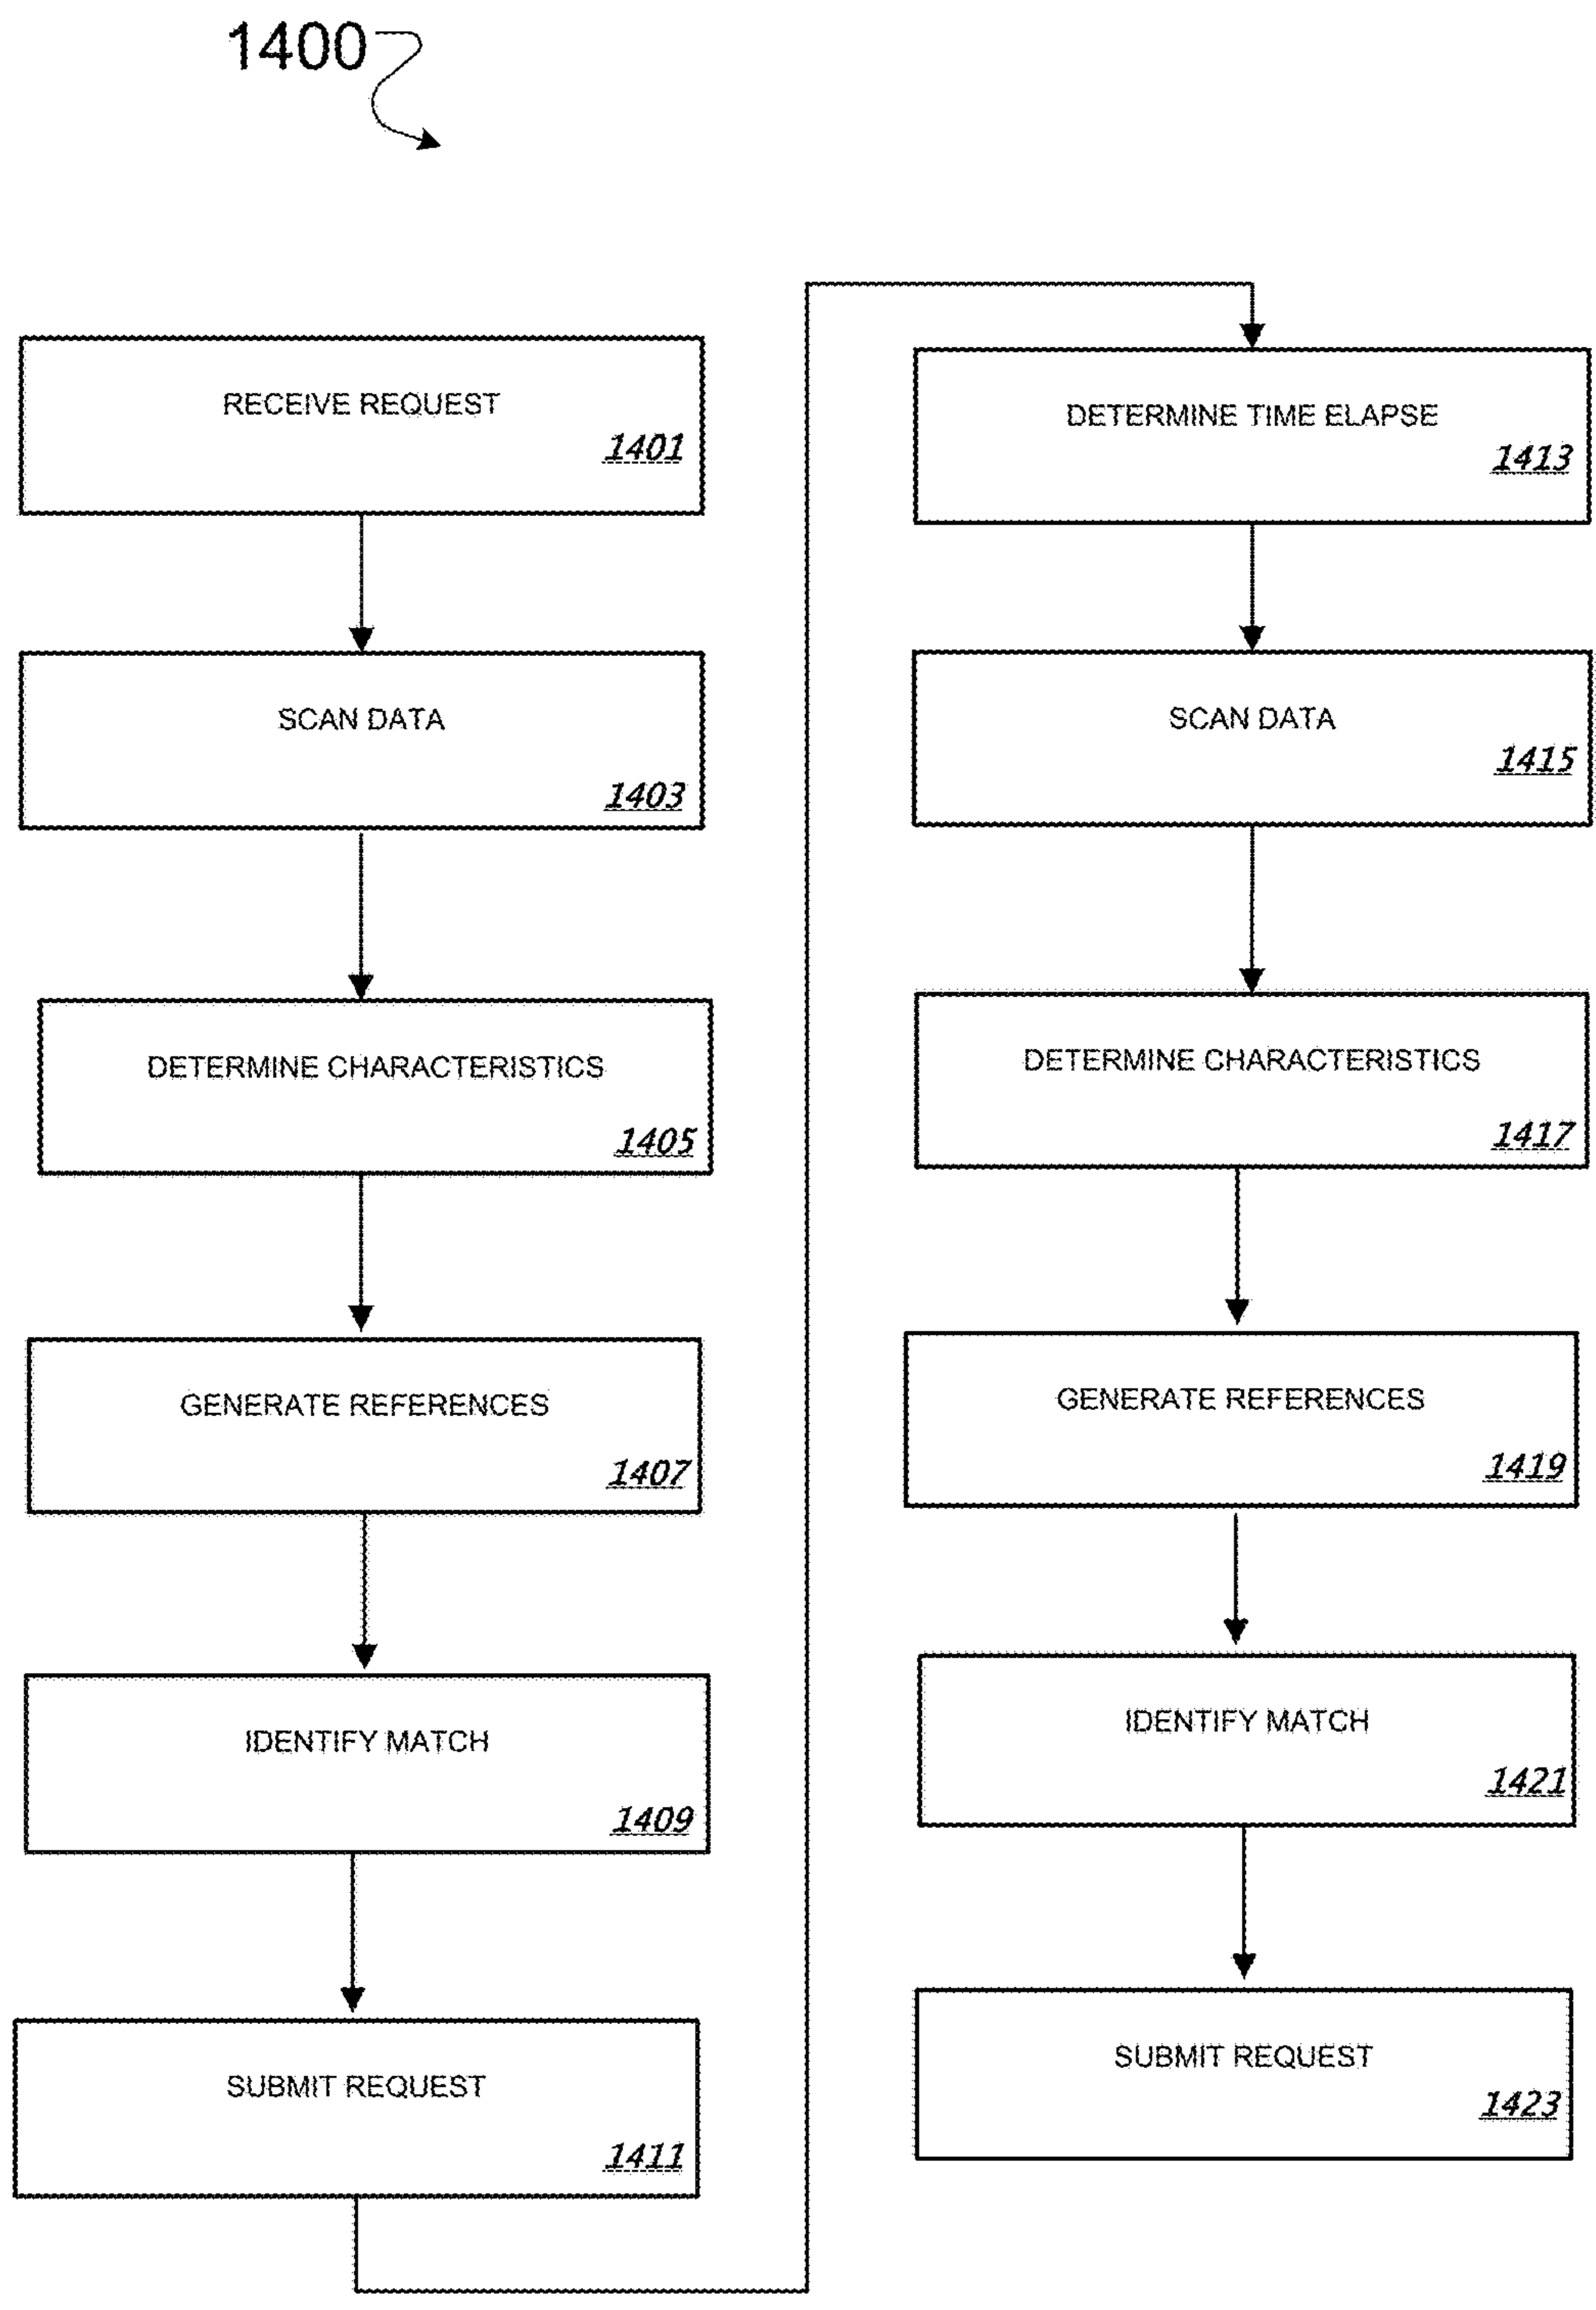 1400
RECEIVE REQUEST
1401
SCAN DATA
1403
DETERMINE CHARACTERISTICS
1405
GENERATE REFERENCES
1407
IDENTIFY MATCH
1409
SUBMIT REQUEST
1411
DETERMINE TIME ELAPSE
1413
SCAN DATA
1415
DETERMINE CHARACTERISTICS
1417
GENERATE REFERENCES
1419
IDENTIFY MATCH
1421
SUBMIT REQUEST
1423